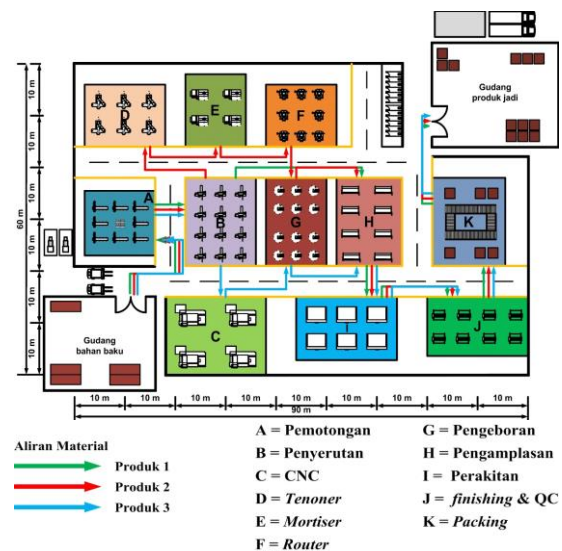 Gudang
produk jadi
D
E
F
A
B
G
H
K
C
I
J
Gudang
bahan baku
60 m
10 m
10 m
10 m
10 m
10 m
10 m
10 m 10 m 10 m 10 m 10 m 10 m 10 m 10 m 10 m
90 m
Aliran Material
Produk 1
Produk 2
Produk 3
A = Pemotongan
B = Penyerutan
C = CNC
D = Tenoner
E = Mortiser
F = Router
G = Pengeboran
H = Pengamplasan
I = Perakitan
J = finishing & QC
K = Packing